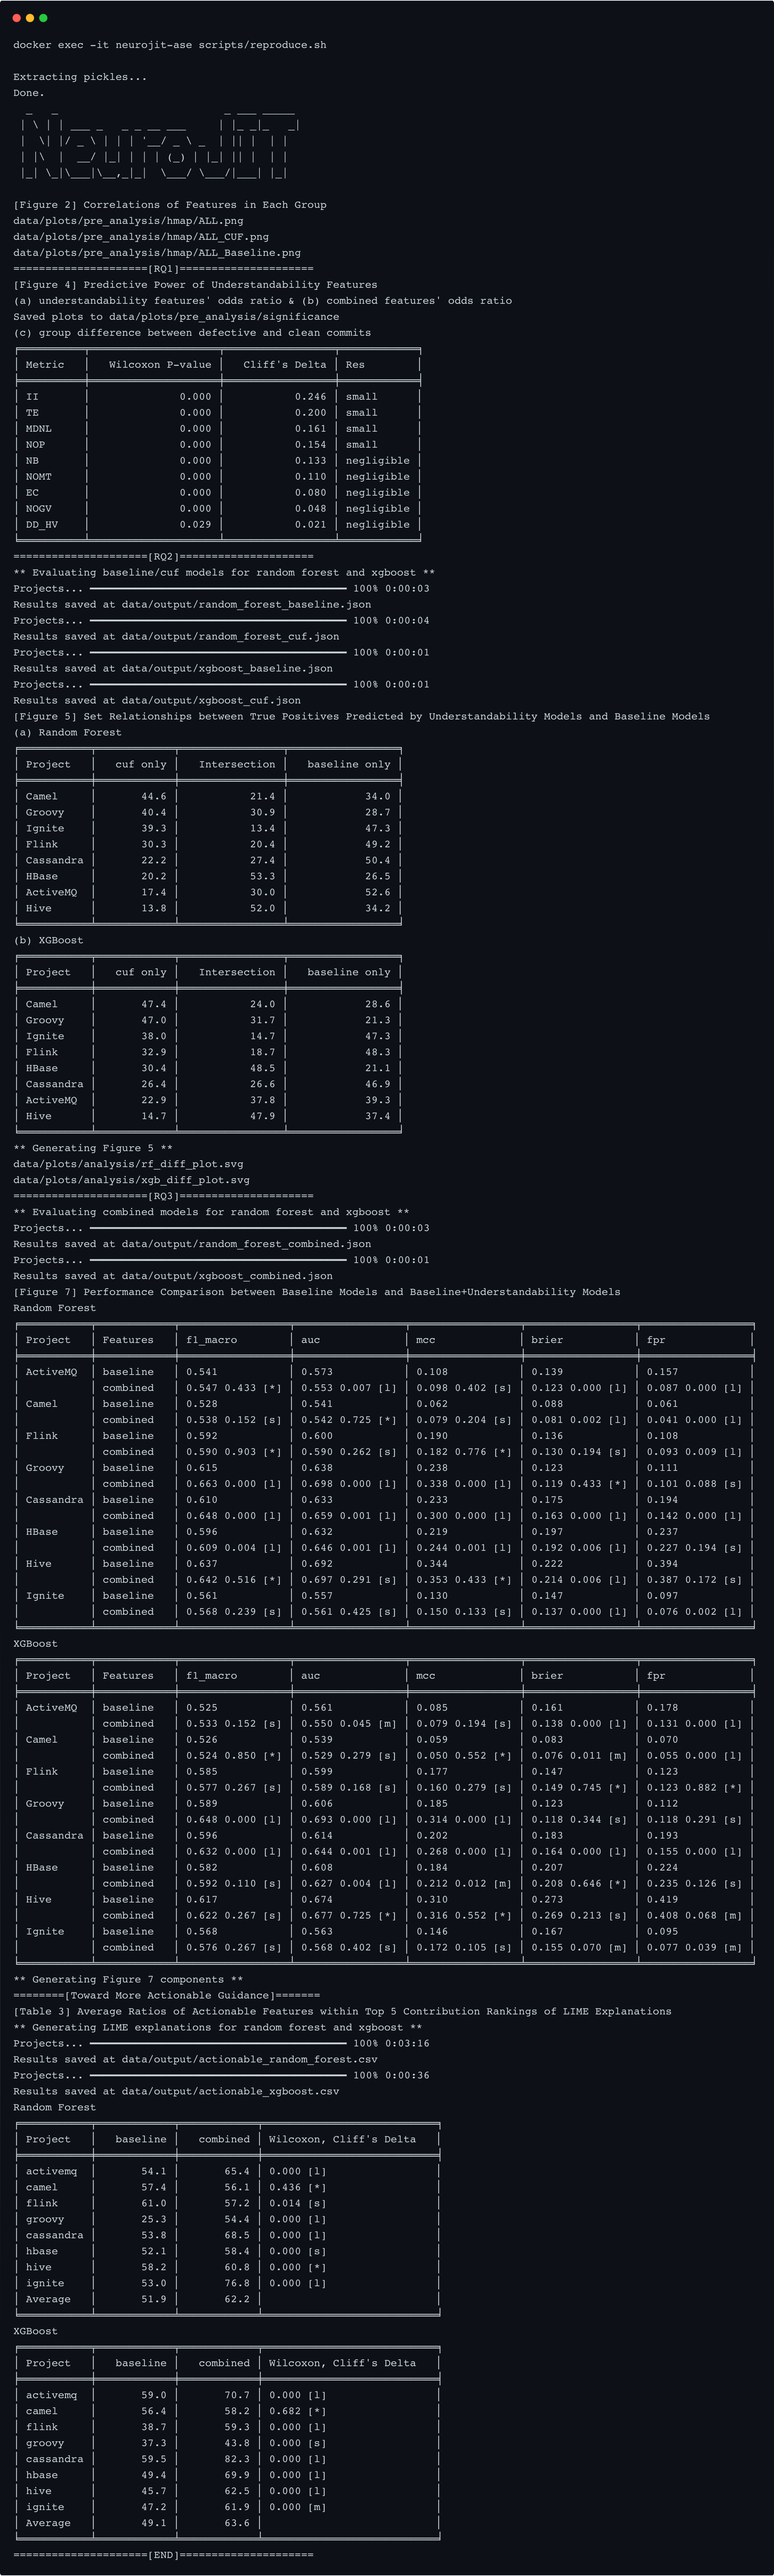 docker exec -it neurojit-ase scripts/reproduce.sh
Extracting pickles...
Done.
NeuroJIT
[Figure 2] Correlations of Features in Each Group
data/plots/pre_analysis/hmap/ALL.png
data/plots/pre_analysis/hmap/ALL_CUF.png
data/plots/pre_analysis/hmap/ALL_Baseline.png
=====================[RQ1]=====================
[Figure 4] Predictive Power of Understandability Features
(a) understandability features' odds ratio & (b) combined features' odds ratio
Saved plots to data/plots/pre_analysis/significance
(c) group difference between defective and clean commits
Metric Wilcoxon P-value Cliff's Delta Res
II 0.000 0.246 small
TE 0.000 0.200 small
MDNL 0.000 0.161 small
NOP 0.000 0.154 small
NB 0.000 0.133 negligible
NOMT 0.000 0.110 negligible
EC 0.000 0.080 negligible
NOGV 0.000 0.048 negligible
DD_HV 0.029 0.021 negligible
=====================[RQ2]=====================
** Evaluating baseline/cuf models for random forest and xgboost **
Projects... 100% 0:00:03
Results saved at data/output/random_forest_baseline.json
Projects... 100% 0:00:04
Results saved at data/output/random_forest_cuf.json
Projects... 100% 0:00:01
Results saved at data/output/xgboost_baseline.json
Projects... 100% 0:00:01
Results saved at data/output/xgboost_cuf.json
[Figure 5] Set Relationships between True Positives Predicted by Understandability Models and Baseline Models
(a) Random Forest
Project cuf only Intersection baseline only
Camel 44.6 21.4 34.0
Groovy 40.4 30.9 28.7
Ignite 39.3 13.4 47.3
Flink 30.3 20.4 49.2
Cassandra 22.2 27.4 50.4
HBase 20.2 53.3 26.5
ActiveMQ 17.4 30.0 52.6
Hive 13.8 52.0 34.2
(b) XGBoost
Project cuf only Intersection baseline only
Camel 47.4 24.0 28.6
Groovy 47.0 31.7 21.3
Ignite 38.0 14.7 47.3
Flink 32.9 18.7 48.3
HBase 30.4 48.5 21.1
Cassandra 26.4 26.6 46.9
ActiveMQ 22.9 37.8 39.3
Hive 14.7 47.9 37.4
** Generating Figure 5 **
data/plots/analysis/rf_diff_plot.svg
data/plots/analysis/xgb_diff_plot.svg
=====================[RQ3]=====================
** Evaluating combined models for random forest and xgboost **
Projects... 100% 0:00:03
Results saved at data/output/random_forest_combined.json
Projects... 100% 0:00:01
Results saved at data/output/xgboost_combined.json
[Figure 7] Performance Comparison between Baseline Models and Baseline+Understandability Models
Random Forest
Project Features f1_macro auc mcc brier fpr
ActiveMQ baseline 0.541 0.573 0.108 0.139 0.157
combined 0.547 0.433 [*] 0.553 0.007 [l] 0.098 0.402 [s] 0.123 0.000 [l] 0.087 0.000 [l]
Camel baseline 0.528 0.541 0.062 0.088 0.061
combined 0.538 0.152 [s] 0.542 0.725 [*] 0.079 0.204 [s] 0.081 0.002 [l] 0.041 0.000 [l]
Flink baseline 0.592 0.600 0.190 0.136 0.108
combined 0.590 0.903 [*] 0.590 0.262 [s] 0.182 0.776 [*] 0.130 0.194 [s] 0.093 0.009 [l]
Groovy baseline 0.615 0.638 0.238 0.123 0.111
combined 0.663 0.000 [l] 0.698 0.000 [l] 0.338 0.000 [l] 0.119 0.433 [*] 0.101 0.088 [s]
Cassandra baseline 0.610 0.633 0.233 0.175 0.194
combined 0.648 0.000 [l] 0.659 0.001 [l] 0.300 0.000 [l] 0.163 0.000 [l] 0.142 0.000 [l]
HBase baseline 0.596 0.632 0.219 0.197 0.237
combined 0.609 0.004 [l] 0.646 0.001 [l] 0.244 0.001 [l] 0.192 0.006 [l] 0.227 0.194 [s]
Hive baseline 0.637 0.692 0.344 0.222 0.394
combined 0.642 0.516 [*] 0.697 0.291 [s] 0.353 0.433 [*] 0.214 0.006 [l] 0.387 0.172 [s]
Ignite baseline 0.561 0.557 0.130 0.147 0.097
combined 0.568 0.239 [s] 0.561 0.425 [s] 0.150 0.133 [s] 0.137 0.000 [l] 0.076 0.002 [l]
XGBoost
Project Features f1_macro auc mcc brier fpr
ActiveMQ baseline 0.525 0.561 0.085 0.161 0.178
combined 0.533 0.152 [s] 0.550 0.045 [m] 0.079 0.194 [s] 0.138 0.000 [l] 0.131 0.000 [l]
Camel baseline 0.526 0.539 0.059 0.083 0.070
combined 0.524 0.850 [*] 0.529 0.279 [s] 0.050 0.552 [*] 0.076 0.011 [m] 0.055 0.000 [l]
Flink baseline 0.585 0.599 0.177 0.147 0.123
combined 0.577 0.267 [s] 0.589 0.168 [s] 0.160 0.279 [s] 0.149 0.745 [*] 0.123 0.882 [*]
Groovy baseline 0.589 0.606 0.185 0.123 0.112
combined 0.648 0.000 [l] 0.693 0.000 [l] 0.314 0.000 [l] 0.118 0.344 [s] 0.118 0.291 [s]
Cassandra baseline 0.596 0.614 0.202 0.183 0.193
combined 0.632 0.000 [l] 0.644 0.001 [l] 0.268 0.000 [l] 0.164 0.000 [l] 0.155 0.000 [l]
HBase baseline 0.582 0.608 0.184 0.207 0.224
combined 0.592 0.110 [s] 0.627 0.004 [l] 0.212 0.012 [m] 0.208 0.646 [*] 0.235 0.126 [s]
Hive baseline 0.617 0.674 0.310 0.273 0.419
combined 0.622 0.267 [s] 0.677 0.725 [*] 0.316 0.552 [*] 0.269 0.213 [s] 0.408 0.068 [m]
Ignite baseline 0.568 0.563 0.146 0.167 0.095
combined 0.576 0.267 [s] 0.568 0.402 [s] 0.172 0.105 [s] 0.155 0.070 [m] 0.077 0.039 [m]
** Generating Figure 7 components **
========[Toward More Actionable Guidance]=======
[Table 3] Average Ratios of Actionable Features within Top 5 Contribution Rankings of LIME Explanations
** Generating LIME explanations for random forest and xgboost **
Projects... 100% 0:03:16
Results saved at data/output/actionable_random_forest.csv
Projects... 100% 0:00:36
Results saved at data/output/actionable_xgboost.csv
Random Forest
Project baseline combined Wilcoxon, Cliff's Delta
activemq 54.1 65.4 0.000 [l]
camel 57.4 56.1 0.436 [*]
flink 61.0 57.2 0.014 [s]
groovy 25.3 54.4 0.000 [l]
cassandra 53.8 68.5 0.000 [l]
hbase 52.1 58.4 0.000 [s]
hive 58.2 60.8 0.000 [*]
ignite 53.0 76.8 0.000 [l]
Average 51.9 62.2
XGBoost
Project baseline combined Wilcoxon, Cliff's Delta
activemq 59.0 70.7 0.000 [l]
camel 56.4 58.2 0.682 [*]
flink 38.7 59.3 0.000 [l]
groovy 37.3 43.8 0.000 [s]
cassandra 59.5 82.3 0.000 [l]
hbase 49.4 69.9 0.000 [l]
hive 45.7 62.5 0.000 [l]
ignite 47.2 61.9 0.000 [m]
Average 49.1 63.6
=====================[END]=====================